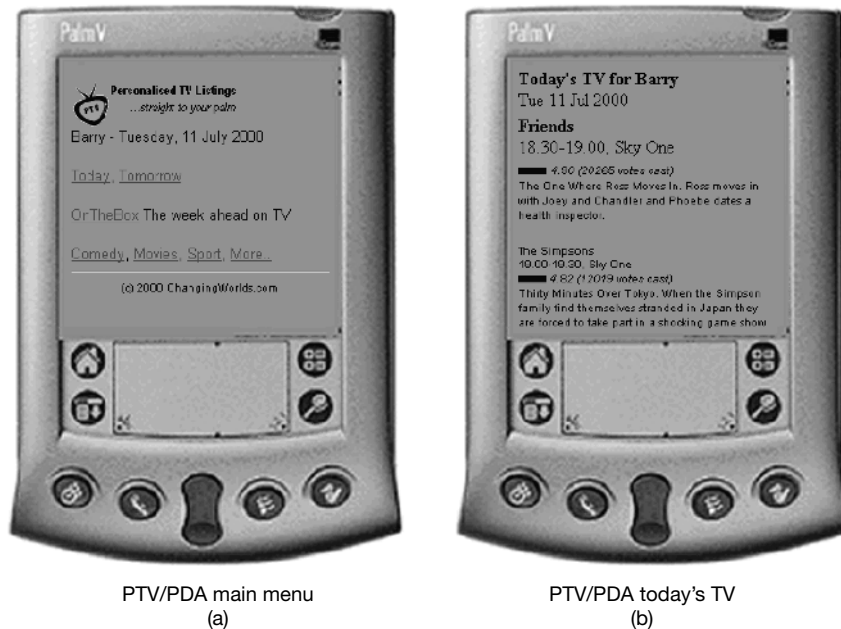 PalmV
PTV
Personalised TV Listings
...straight to your palm
Barry - Tuesday, 11 July 2000
Today, Tomorrow
OnTheBox The week ahead on TV
Comedy, Movies, Sport, More..
(c) 2000 ChangingWorlds.com
PTV/PDA main menu
(a)
PalmV
Today's TV for Barry
Tue 11 Jul 2000
Friends
18.30-19.00, Sky One
(20265 votes cast)
The One Where Ross Moves In. Ross moves in
with Joey and Chandler and Phoebe dates a
health inspector.
The Simpsons
19.00-19.30, Sky One
4.82 (12019 votes cast)
Thirty Minutes Over Tokyo. When the Simpson
family find themselves stranded in Japan they
are forced to take part in a shocking game show
PTV/PDA today's TV
(b)